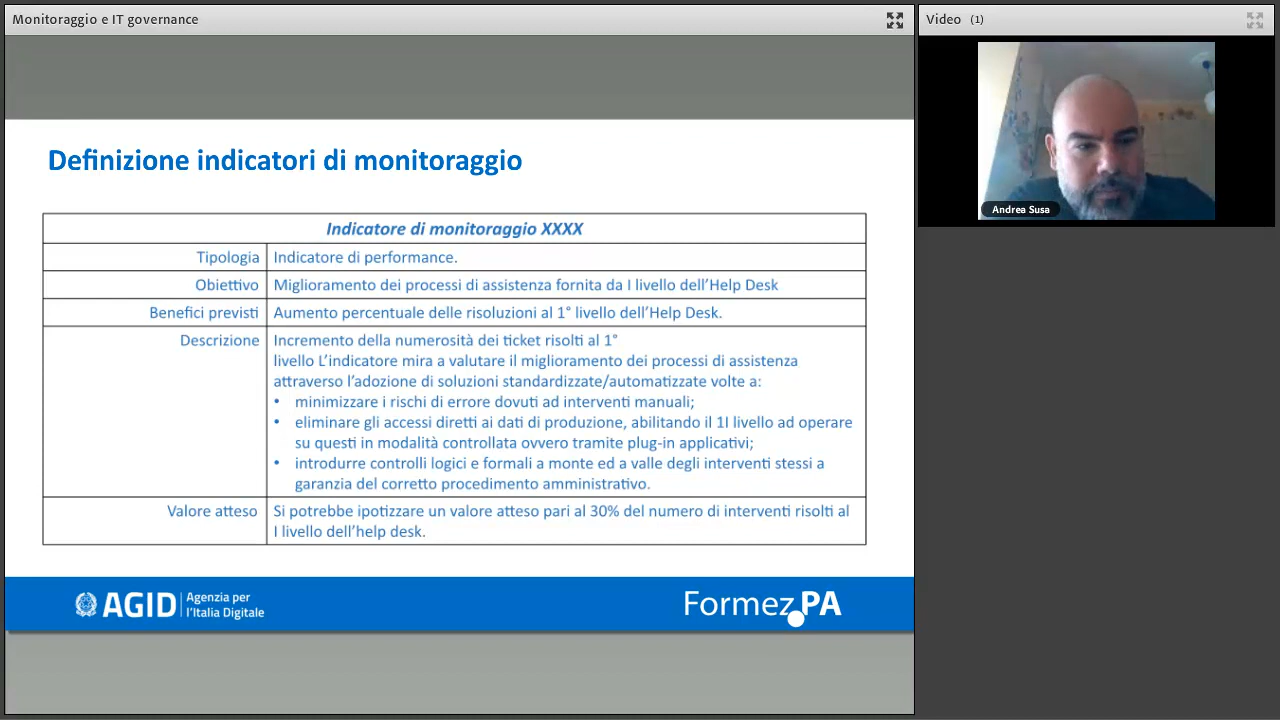 Monitoraggio e IT governance
Video (1)
Andrea Susa
Definizione indicatori di monitoraggio
Indicatore di monitoraggio XXXX
Tipologia Indicatore di performance.
Obiettivo Miglioramento dei processi di assistenza fornita da I livello dell'Help Desk
Benefici previsti Aumento percentuale delle risoluzioni al 1° livello dell'Help Desk.
Descrizione Incremento della numerosità dei ticket risolti al 1°
livello L'indicatore mira a valutare il miglioramento dei processi di assistenza
attraverso l'adozione di soluzioni standardizzate/automatizzate volte a:
• minimizzare i rischi di errore dovuti ad interventi manuali;
• eliminare gli accessi diretti ai dati di produzione, abilitando il 1I livello ad operare
su questi in modalità controllata ovvero tramite plug-in applicativi;
• introdurre controlli logici e formali a monte ed a valle degli interventi stessi a
garanzia del corretto procedimento amministrativo.
Valore atteso Si potrebbe ipotizzare un valore atteso pari al 30% del numero di interventi risolti al
I livello dell'help desk.
AGID Agenzia per
l'Italia Digitale
Formez.PA